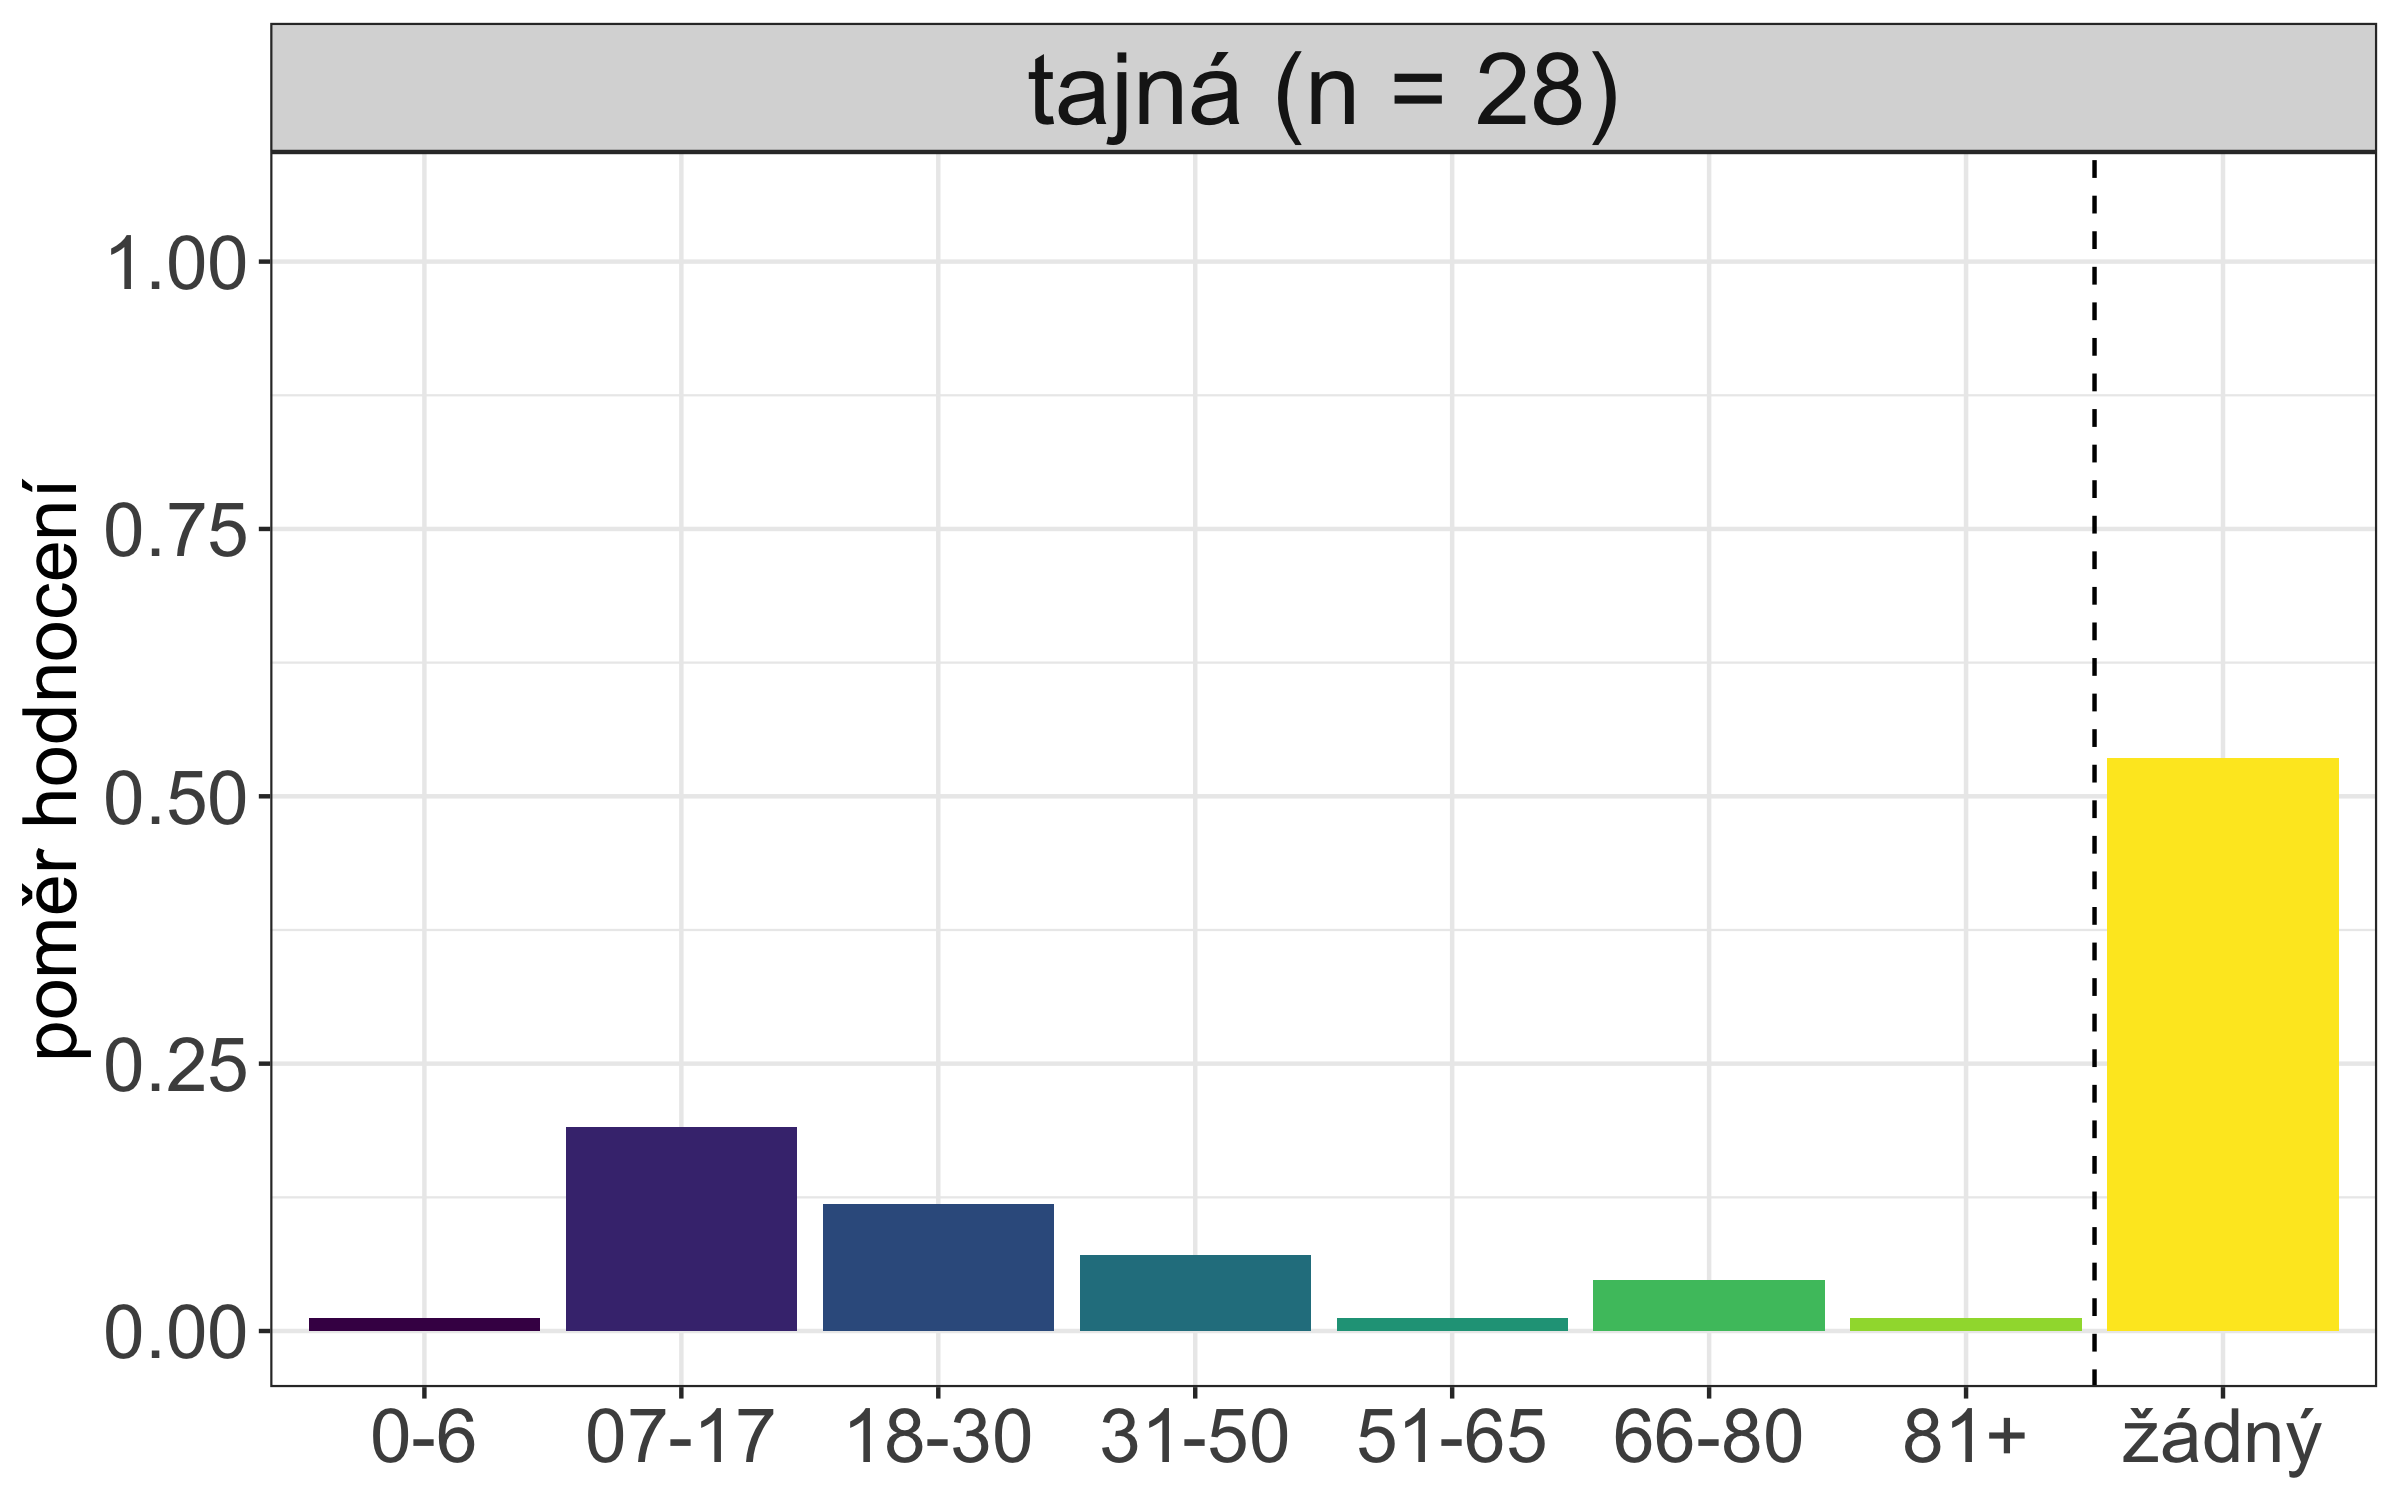 tajná (n = 28)
poměr hodnocení
1.00
0.75
0.50
0.25
0.00
0-6 07-17 18-30 31-50 51-65 66-80 81+ žádný